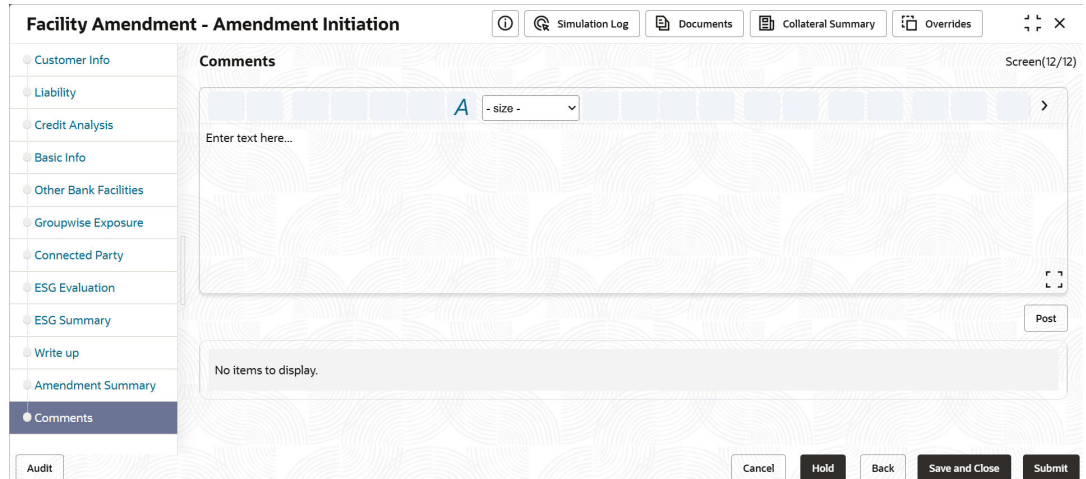 Facility Amendment - Amendment Initiation
Simulation Log
Documents
Collateral Summary
Overrides
Customer Info
Liability
Credit Analysis
Basic Info
Other Bank Facilities
Groupwise Exposure
Connected Party
ESG Evaluation
ESG Summary
Write up
Amendment Summary
Comments
Comments
Screen(12/12)
A
- size -
Enter text here...
Post
No items to display.
Audit
Cancel
Hold
Back
Save and Close
Submit